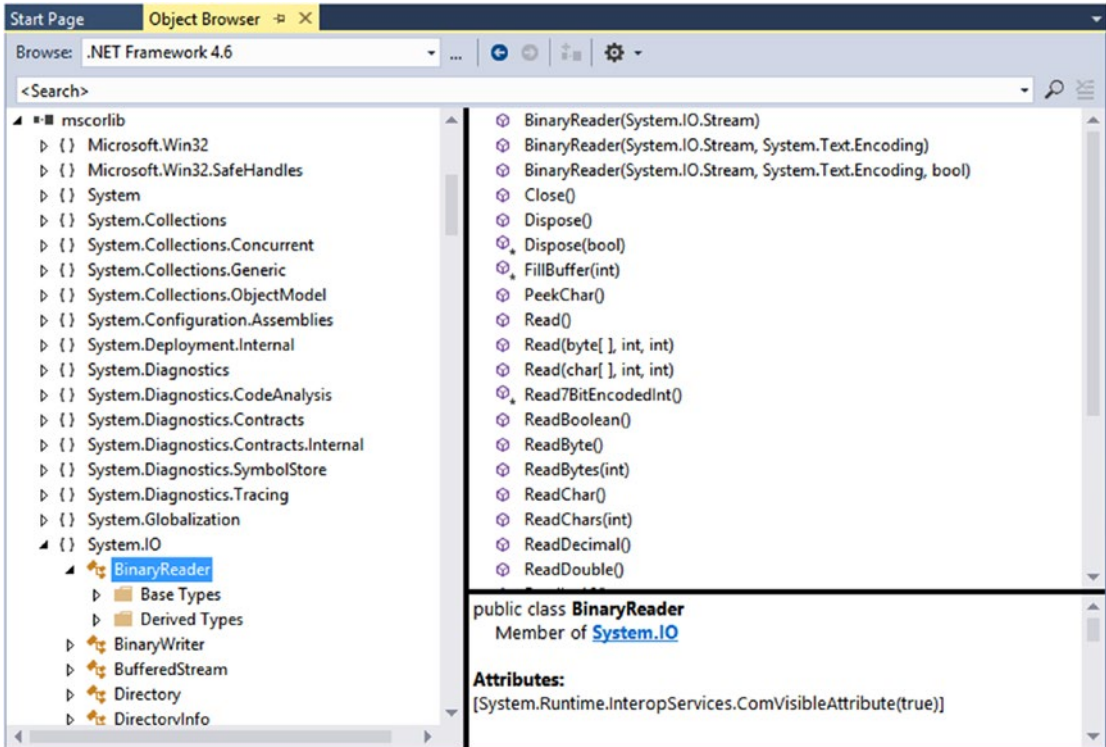 Start Page Object Browser
Browse: .NET Framework 4.6 ...
<Search>
mscorlib
{ } Microsoft.Win32
{ } Microsoft.Win32.SafeHandles
{ } System
{ } System.Collections
{ } System.Collections.Concurrent
{ } System.Collections.Generic
{ } System.Collections.ObjectModel
{ } System.Configuration.Assemblies
{ } System.Deployment.Internal
{ } System.Diagnostics
{ } System.Diagnostics.CodeAnalysis
{ } System.Diagnostics.Contracts
{ } System.Diagnostics.Contracts.Internal
{ } System.Diagnostics.SymbolStore
{ } System.Diagnostics.Tracing
{ } System.Globalization
{ } System.IO
BinaryReader
Base Types
Derived Types
BinaryWriter
BufferedStream
Directory
DirectoryInfo
BinaryReader(System.IO.Stream)
BinaryReader(System.IO.Stream, System.Text.Encoding)
BinaryReader(System.IO.Stream, System.Text.Encoding, bool)
Close()
Dispose()
Dispose(bool)
FillBuffer(int)
PeekChar()
Read()
Read(byte[ ], int, int)
Read(char[ ], int, int)
Read7BitEncodedInt()
ReadBoolean()
ReadByte()
ReadBytes(int)
ReadChar()
ReadChars(int)
ReadDecimal()
ReadDouble()
public class BinaryReader
Member of System.IO
Attributes:
[System.Runtime.InteropServices.ComVisibleAttribute(true)]